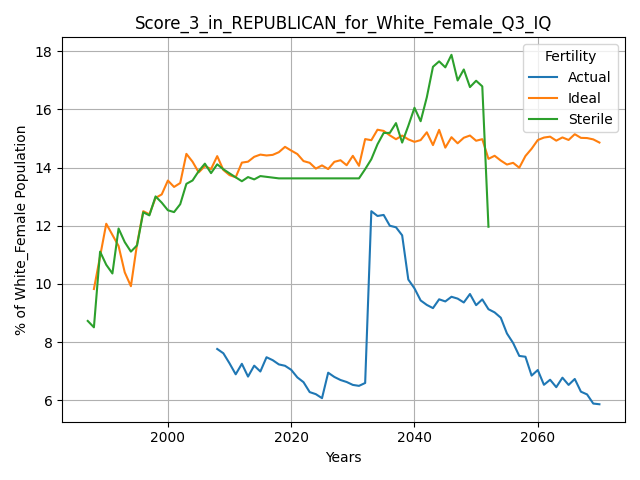 Score_3_in_REPUBLICAN_for_White_Female_Q3_IQ
% of White_Female Population
18
16
14
12
10
8
6
Fertility
Actual
Ideal
Sterile
2000
2020
2040
2060
Years